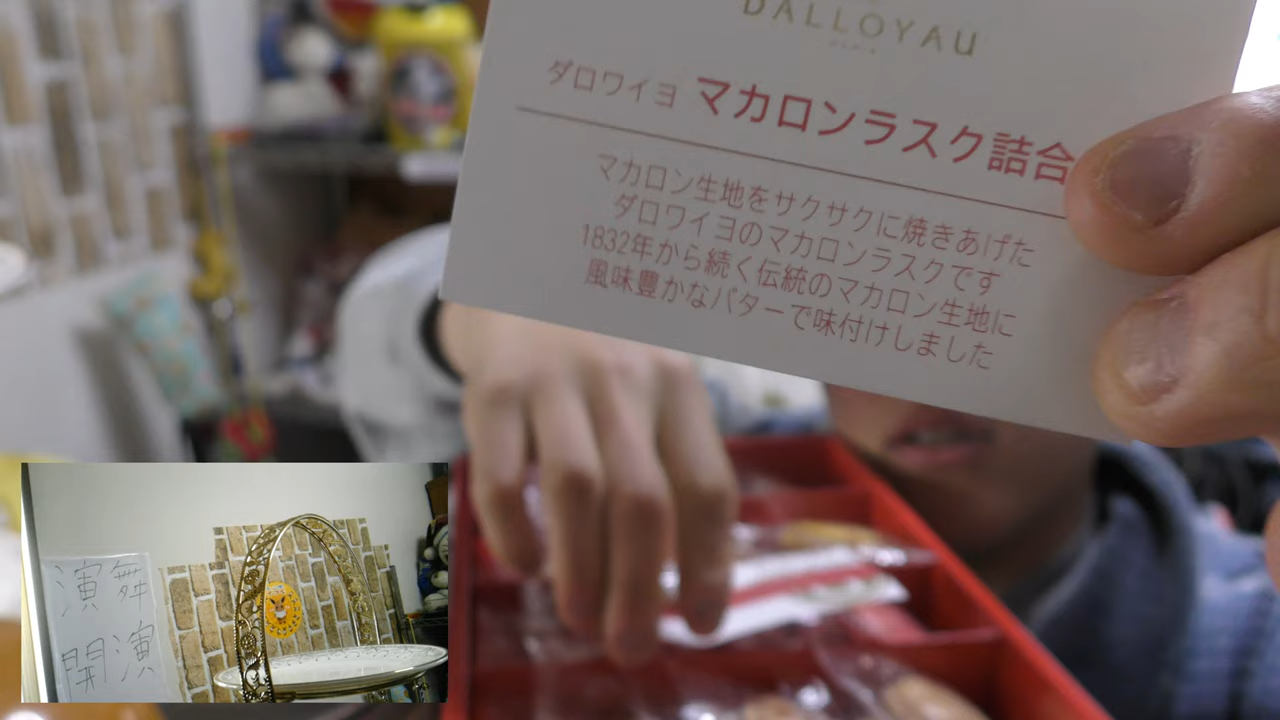 DALLOYAU
PARIS
ダロワイヨ マカロンラスク詰合
マカロン生地をサクサクに焼きあげた
ダロワイヨのマカロンラスクです
1832年から続く伝統のマカロン生地に
風味豊かなバターで味付けしました
演舞
開演